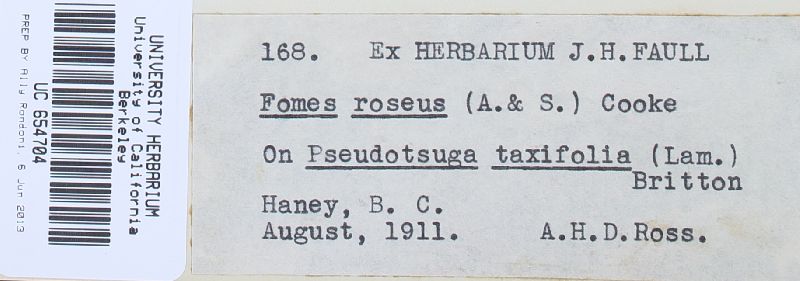 UNIVERSITY HERBARIUM
University of California
Berkeley
UC 654704
PREP BY Ally Rondoni, 6 Jun 2013
168. Ex HERBARIUM J.H.FAULL
Fomes roseus (A.& S.) Cooke
On Pseudotsuga taxifolia (Lam.)
Britton
Haney, B. C.
August, 1911. A.H.D.Ross.